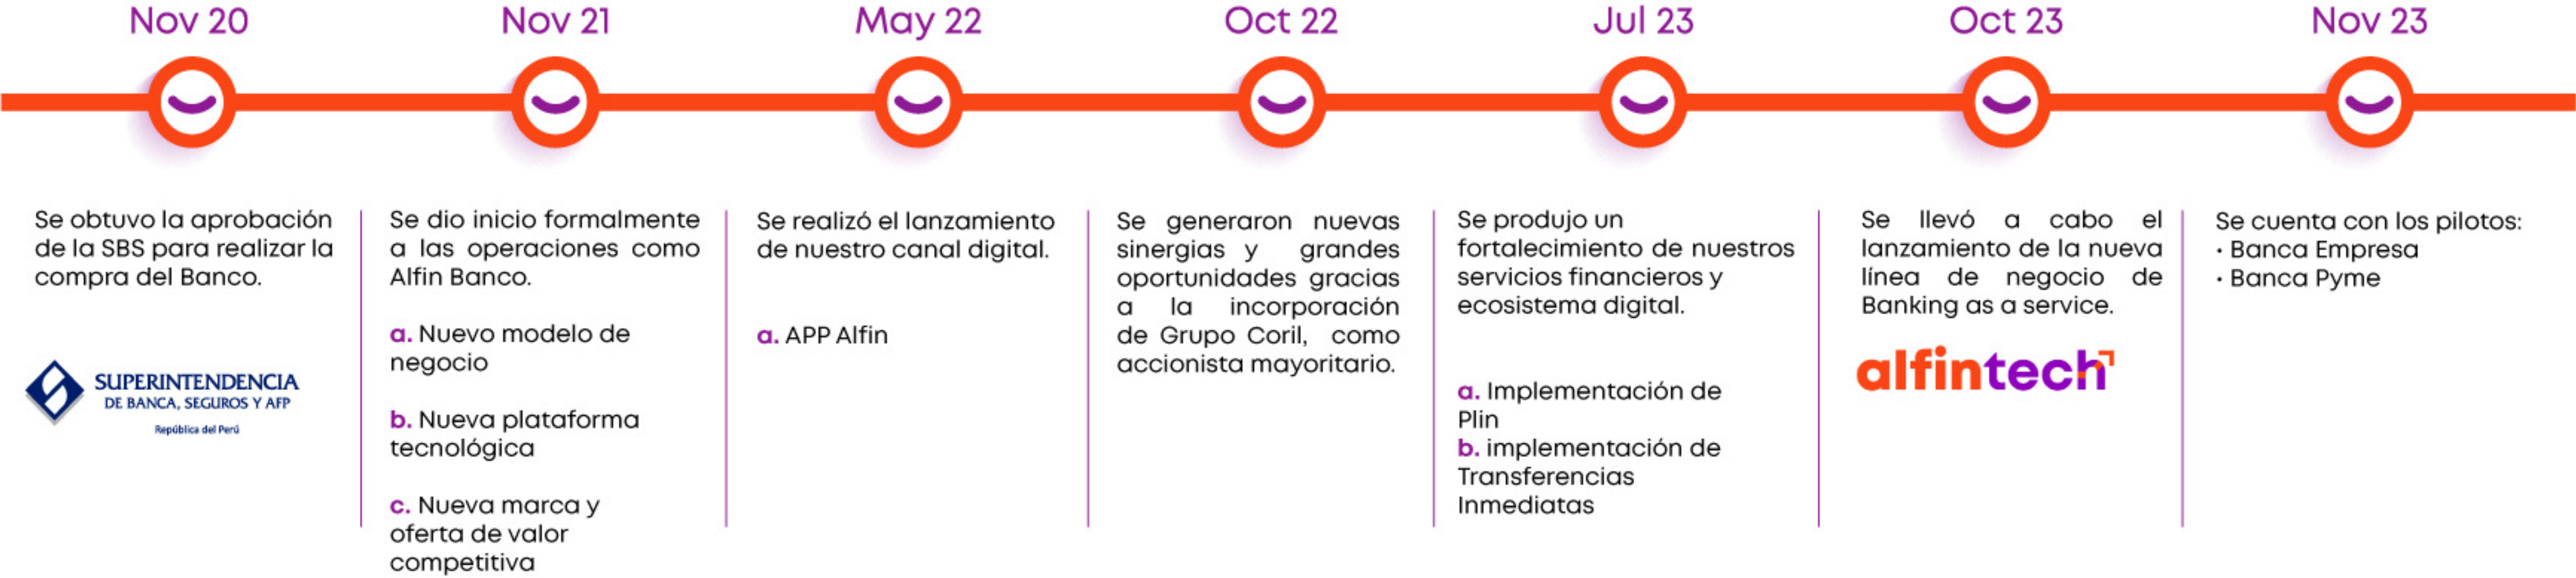 Nov 20
Se obtuvo la aprobación
de la SBS para realizar la
compra del Banco.
SUPERINTENDENCIA
DE BANCA, SEGUROS Y AFP
República del Perú
Nov 21
Se dio inicio formalmente
a las operaciones como
Alfin Banco.
a. Nuevo modelo de
negocio
b. Nueva plataforma
tecnológica
c. Nueva marca y
oferta de valor
competitiva
May 22
Se realizó el lanzamiento
de nuestro canal digital.
a. APP Alfin
Oct 22
Se generaron nuevas
sinergias y grandes
oportunidades gracias
a la incorporación
de Grupo Coril, como
accionista mayoritario.
Jul 23
Se produjo un
fortalecimiento de nuestros
servicios financieros y
ecosistema digital.
a. Implementación de
Plin
b. implementación de
Transferencias
Inmediatas
Oct 23
Se llevó a cabo el
lanzamiento de la nueva
línea de negocio de
Banking as a service.
alfintech
Nov 23
Se cuenta con los pilotos:
· Banca Empresa
· Banca Pyme